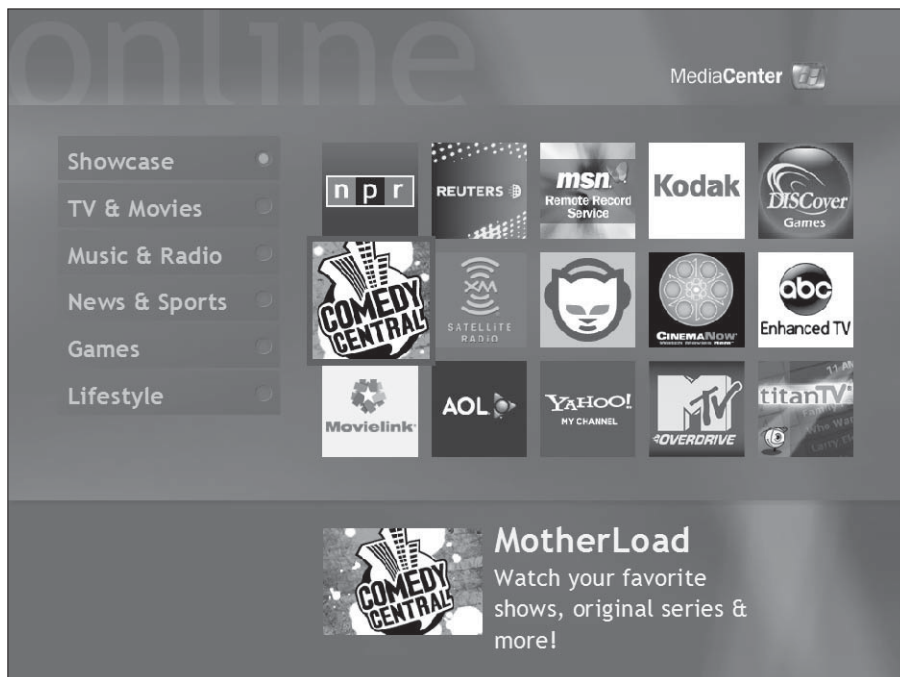 online
MediaCenter
Showcase
TV & Movies
Music & Radio
News & Sports
Games
Lifestyle
npr
REUTERS
msn
Remote Record
Service
Kodak
DISCover
Games
COMEDY
CENTRAL
XM
SATELLITE
RADIO
CINEMANOW
abc
Enhanced TV
Movielink
AOL
YAHOO!
MY CHANNEL
MTV
OVERDRIVE
titanTV
COMEDY
CENTRAL
MotherLoad
Watch your favorite
shows, original series &
more!